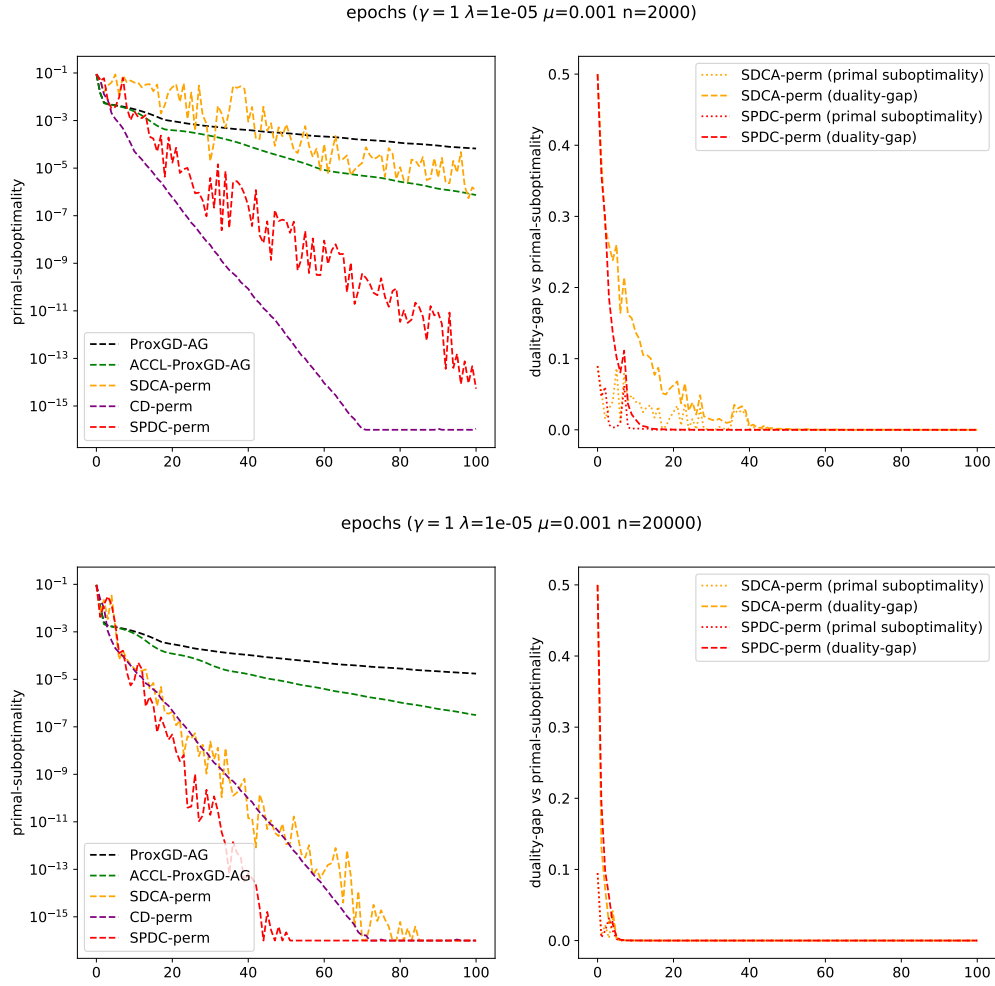 epochs (γ = 1 λ=1e-05 μ=0.001 n=2000)
primal-suboptimality
10⁻¹
10⁻³
10⁻⁵
10⁻⁷
10⁻⁹
10⁻¹¹
10⁻¹³
10⁻¹⁵
ProxGD-AG
ACCL-ProxGD-AG
SDCA-perm
CD-perm
SPDC-perm
0 20 40 60 80 100
duality-gap vs primal-suboptimality
0.5
0.4
0.3
0.2
0.1
0.0
SDCA-perm (primal suboptimality)
SDCA-perm (duality-gap)
SPDC-perm (primal suboptimality)
SPDC-perm (duality-gap)
0 20 40 60 80 100
epochs (γ = 1 λ=1e-05 μ=0.001 n=20000)
primal-suboptimality
10⁻¹
10⁻³
10⁻⁵
10⁻⁷
10⁻⁹
10⁻¹¹
10⁻¹³
10⁻¹⁵
ProxGD-AG
ACCL-ProxGD-AG
SDCA-perm
CD-perm
SPDC-perm
0 20 40 60 80 100
duality-gap vs primal-suboptimality
0.5
0.4
0.3
0.2
0.1
0.0
SDCA-perm (primal suboptimality)
SDCA-perm (duality-gap)
SPDC-perm (primal suboptimality)
SPDC-perm (duality-gap)
0 20 40 60 80 100